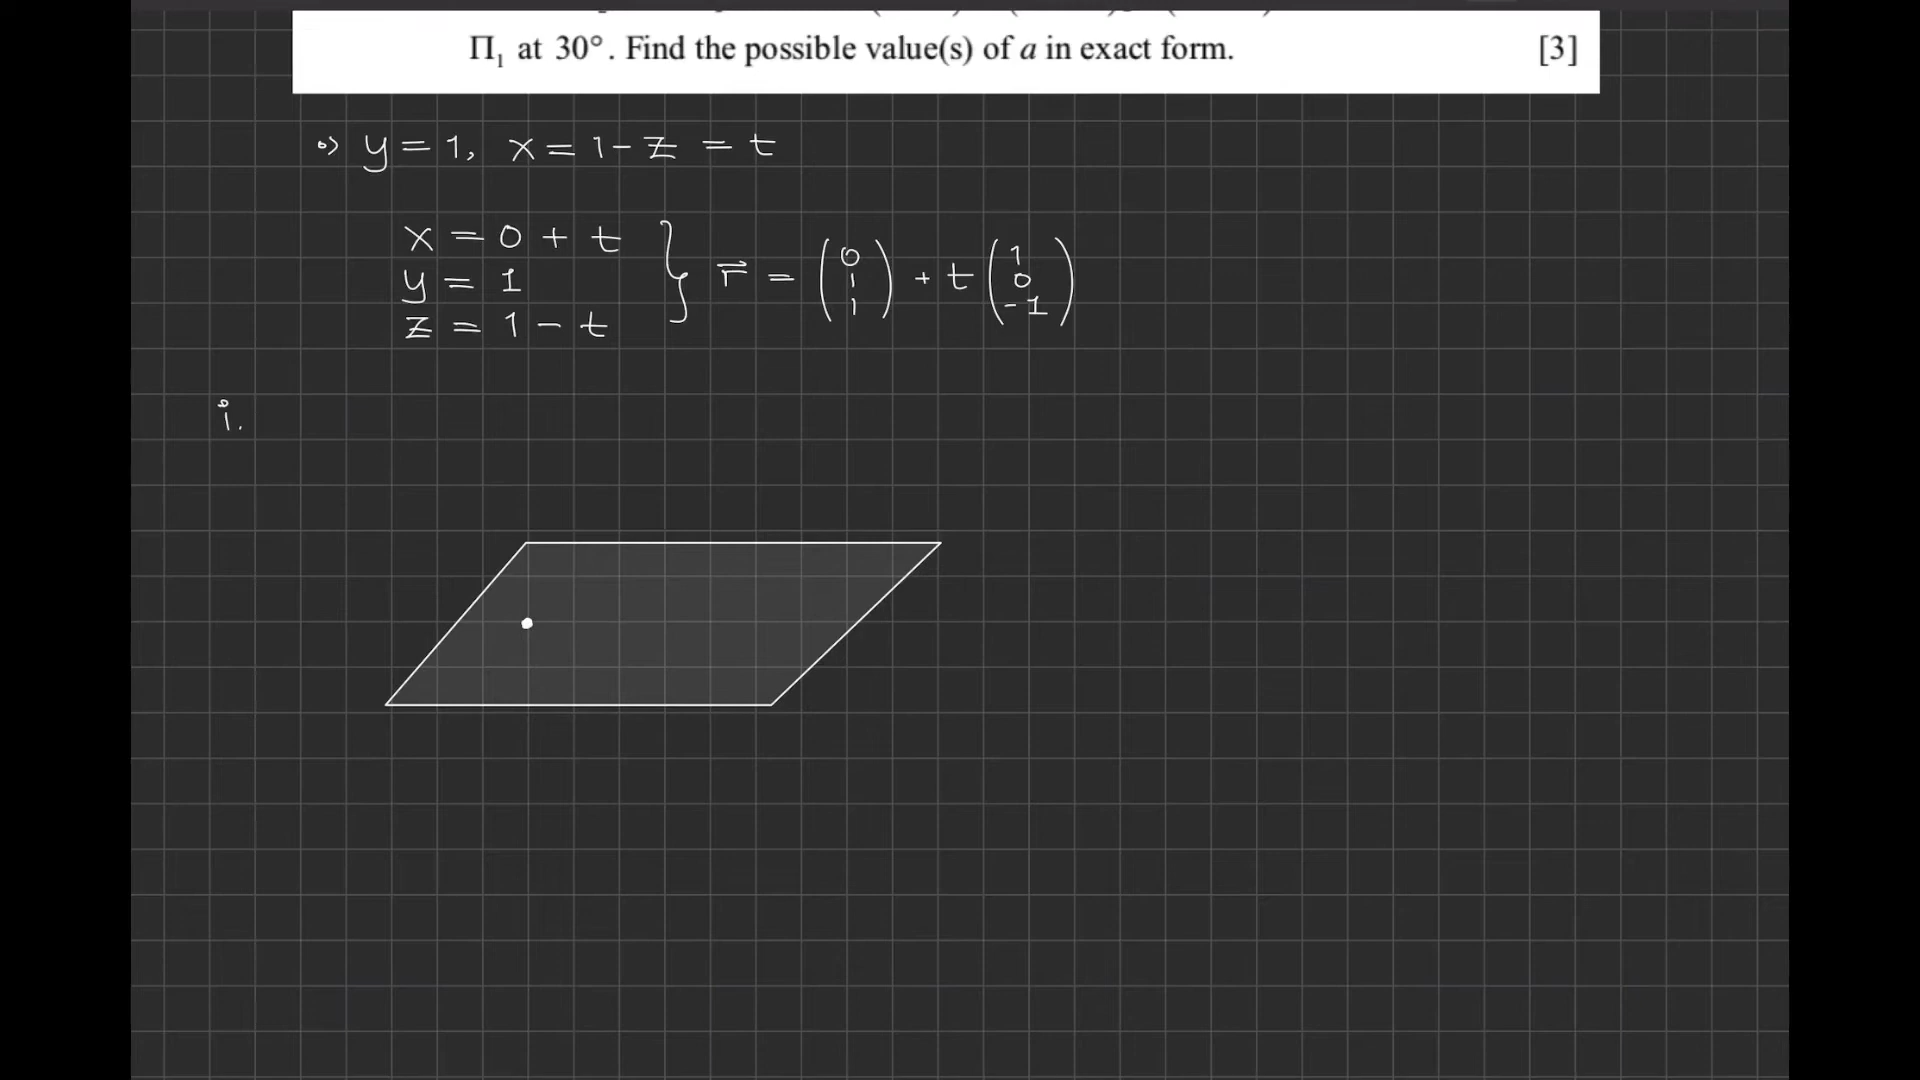 Π₁ at 30°. Find the possible value(s) of a in exact form. [3]
y = 1, x = 1 - z = t
x = 0 + t
y = 1
z = 1 - t
} r⃗ = (0 1 1) + t (1 0 -1)
i.